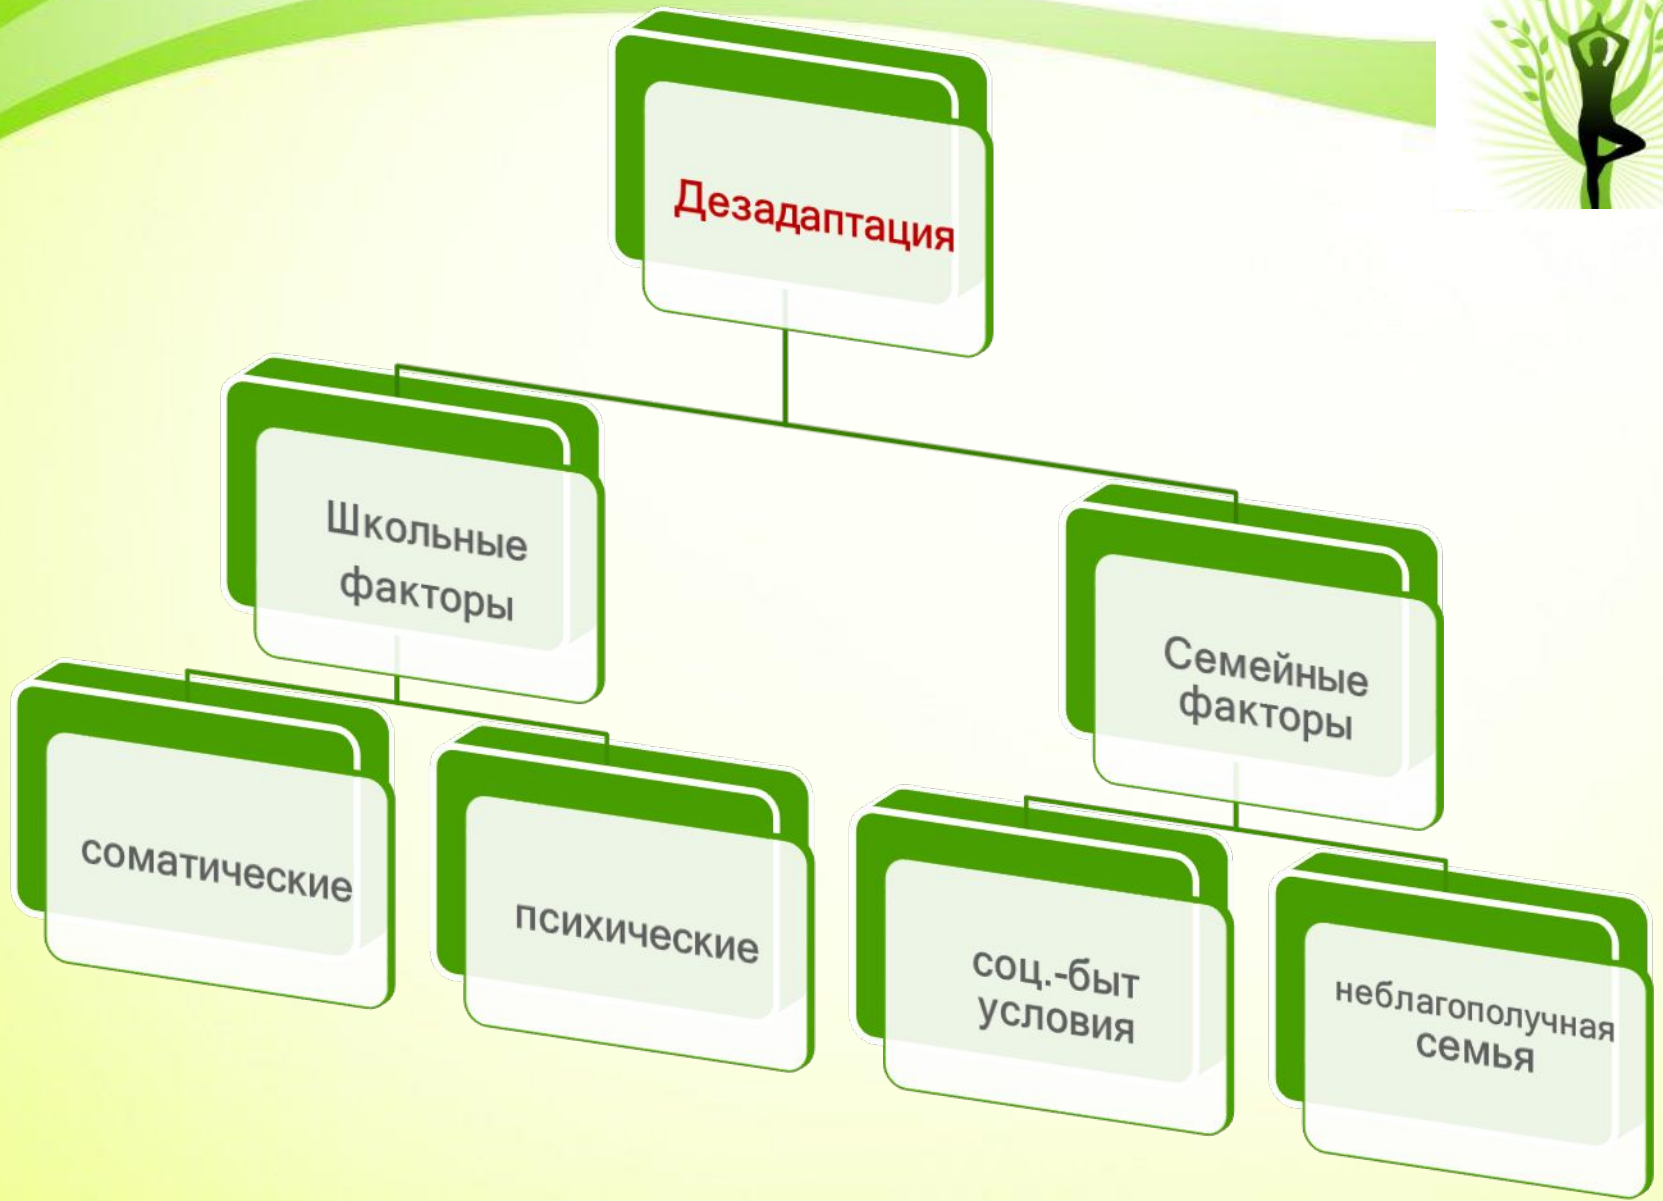 Дезадаптация
Школьные
факторы
Семейные
факторы
соматические
психические
соц.-быт
условия
неблагополучная
семья